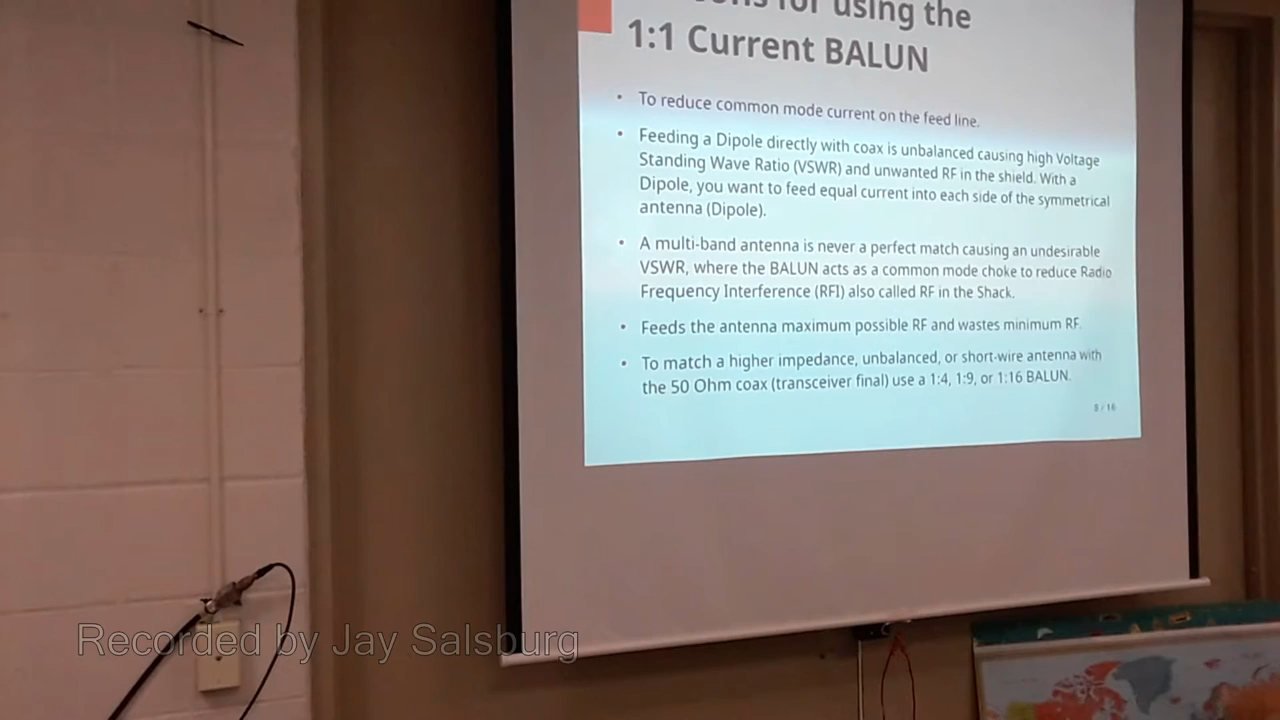 for using the
1:1 Current BALUN
• To reduce common mode current on the feed line.
• Feeding a Dipole directly with coax is unbalanced causing high Voltage
Standing Wave Ratio (VSWR) and unwanted RF in the shield. With a
Dipole, you want to feed equal current into each side of the symmetrical
antenna (Dipole).
• A multi-band antenna is never a perfect match causing an undesirable
VSWR, where the BALUN acts as a common mode choke to reduce Radio
Frequency Interference (RFI) also called RF in the Shack.
• Feeds the antenna maximum possible RF and wastes minimum RF.
• To match a higher impedance, unbalanced, or short-wire antenna with
the 50 Ohm coax (transceiver final) use a 1:4, 1:9, or 1:16 BALUN.
Recorded by Jay Salsburg